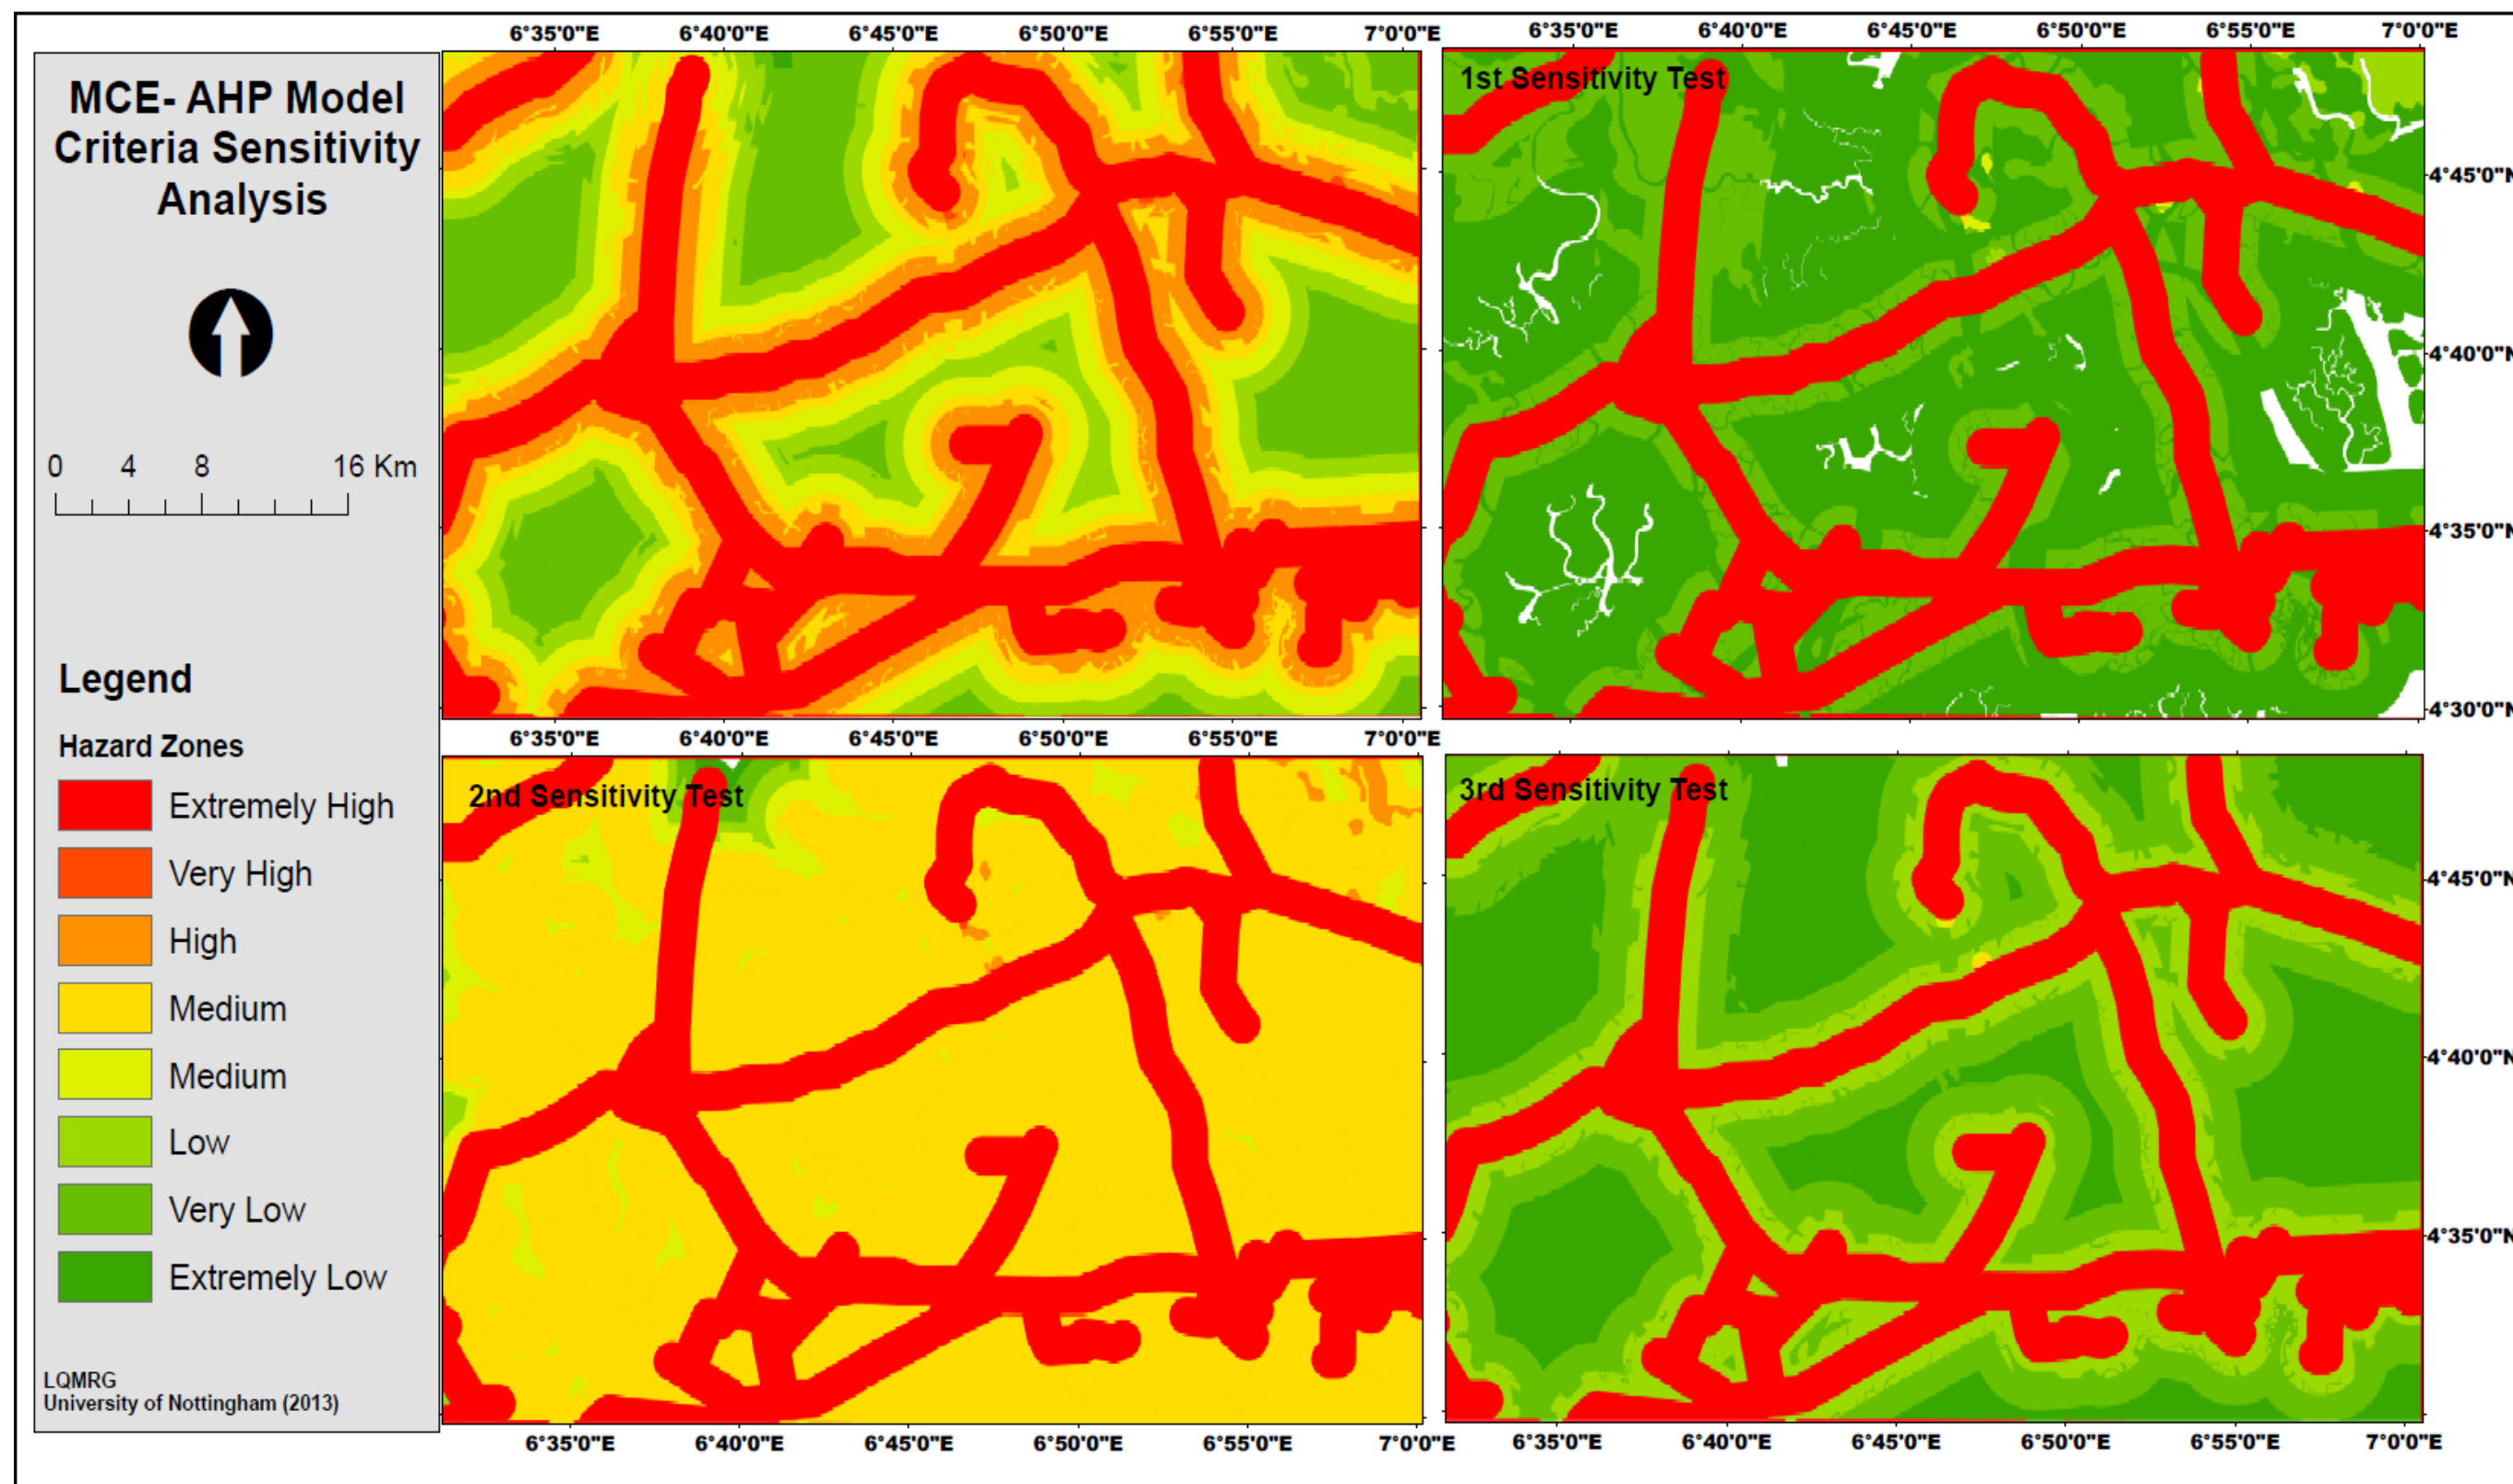 MCE- AHP Model
Criteria Sensitivity
Analysis
0 4 8 16 Km
Legend
Hazard Zones
Extremely High
Very High
High
Medium
Medium
Low
Very Low
Extremely Low
LQMRG
University of Nottingham (2013)
6°35'0"E 6°40'0"E 6°45'0"E 6°50'0"E 6°55'0"E 7°0'0"E
6°35'0"E 6°40'0"E 6°45'0"E 6°50'0"E 6°55'0"E 7°0'0"E
1st Sensitivity Test
4°45'0"N
4°40'0"N
4°35'0"N
4°30'0"N
6°35'0"E 6°40'0"E 6°45'0"E 6°50'0"E 6°55'0"E 7°0'0"E
2nd Sensitivity Test
3rd Sensitivity Test
4°45'0"N
4°40'0"N
4°35'0"N
6°35'0"E 6°40'0"E 6°45'0"E 6°50'0"E 6°55'0"E 7°0'0"E
6°35'0"E 6°40'0"E 6°45'0"E 6°50'0"E 6°55'0"E 7°0'0"E